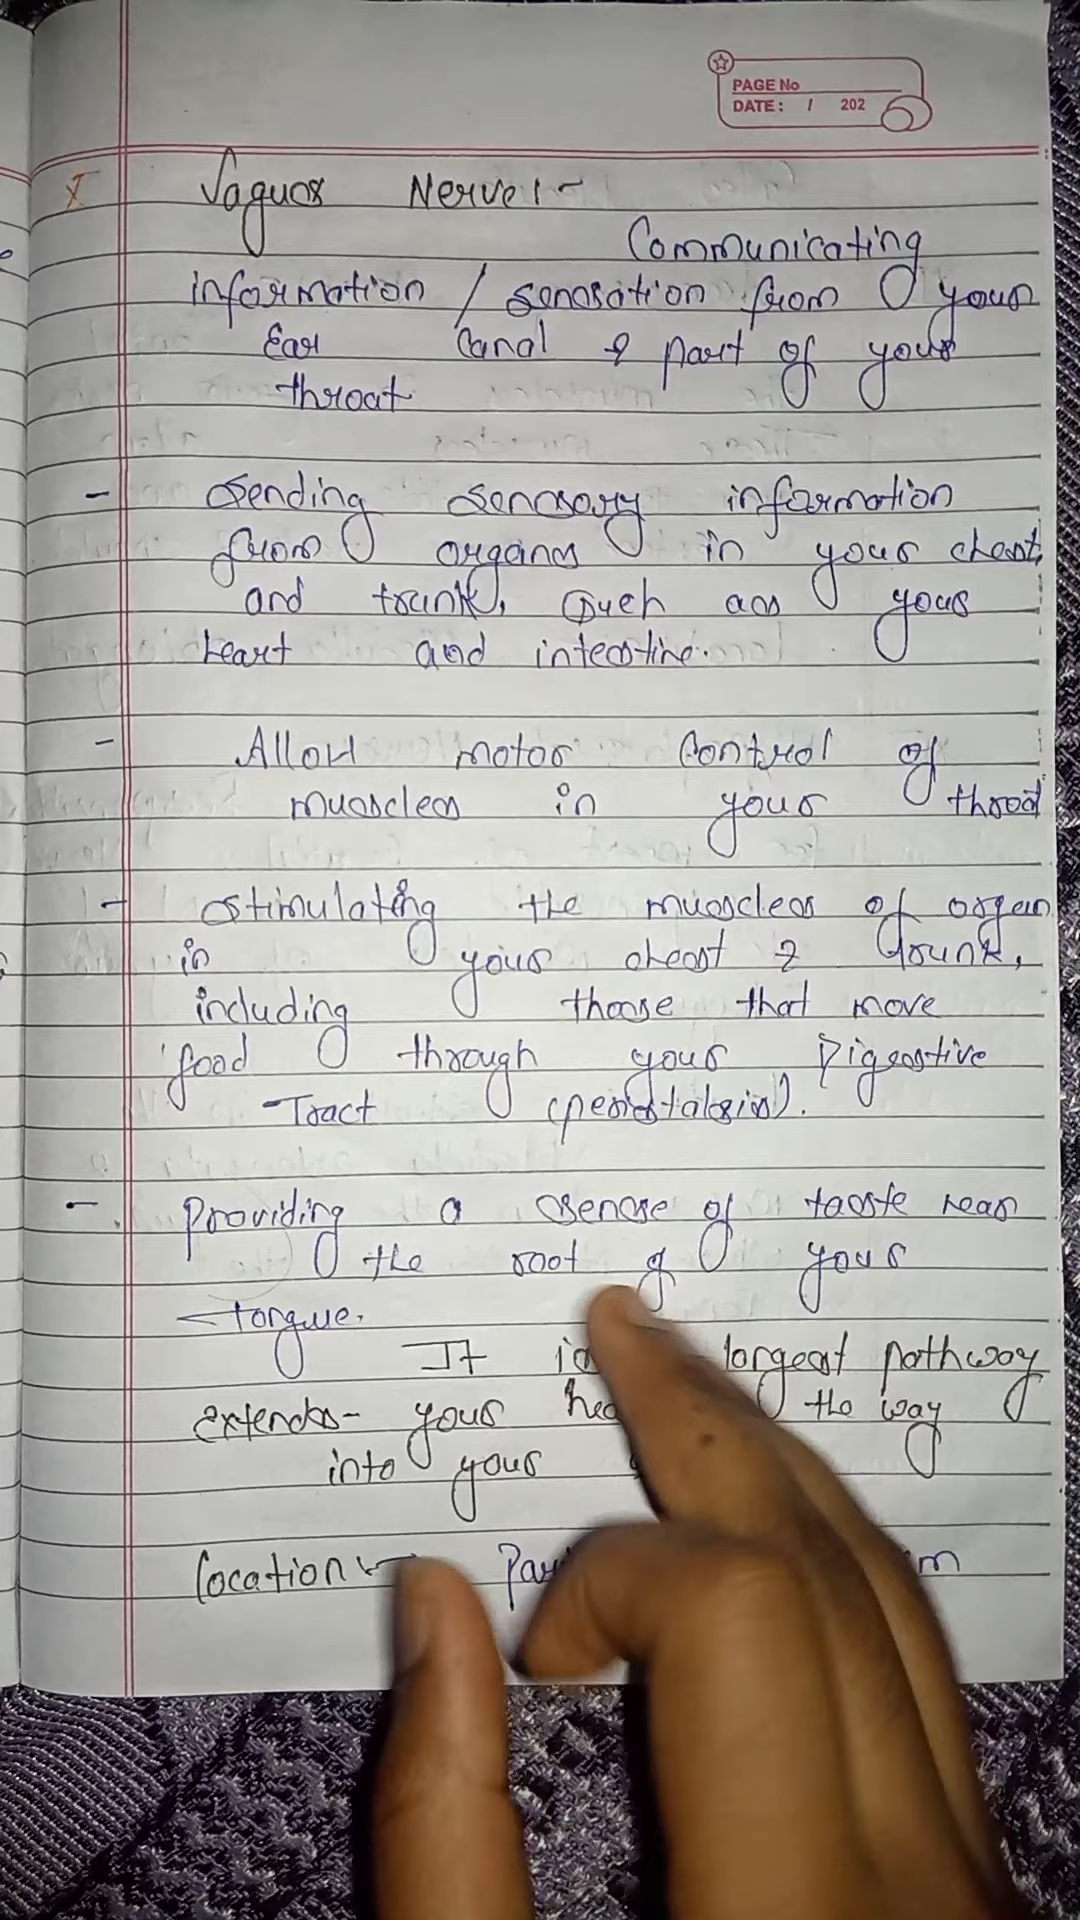 PAGE No
DATE: / 202
X Vagus Nerve :-
Communicating
information / sensation from your
Ear Canal & part of your
throat
- Sending sensory information
from organs in your chest
and trunk, such as your
heart and intestine.
- Allow motor control of
muscles in your throat
- stimulating the muscles of organ
in your chest & trunk,
including those that move
food through your Digestive
Tract (peristalsis).
- Providing a sense of taste near
the root of your
tongue.
It largest pathway
extends - your the way
into your
Location :-